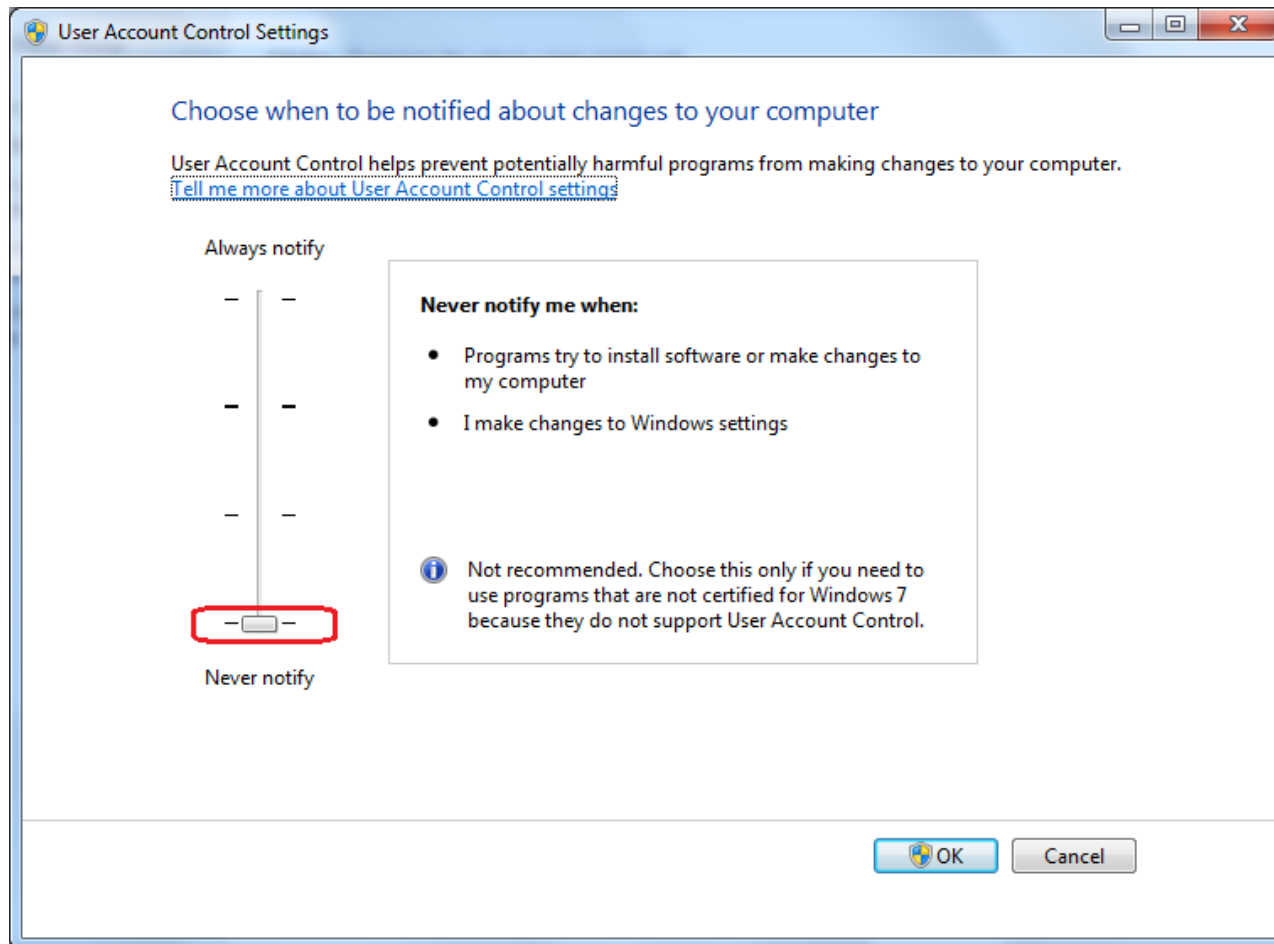 User Account Control Settings
Choose when to be notified about changes to your computer
User Account Control helps prevent potentially harmful programs from making changes to your computer.
Tell me more about User Account Control settings
Always notify
Never notify me when:
• Programs try to install software or make changes to
my computer
• I make changes to Windows settings
Not recommended. Choose this only if you need to
use programs that are not certified for Windows 7
because they do not support User Account Control.
Never notify
OK
Cancel